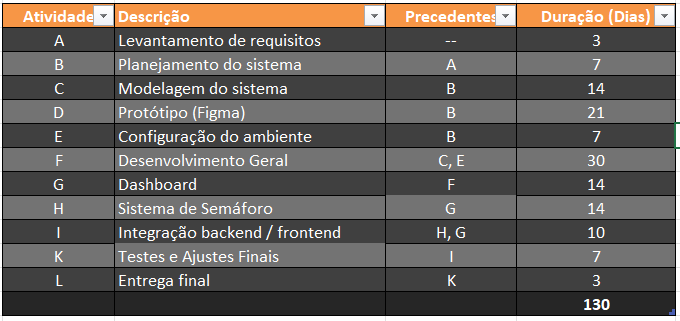 Atividade Descrição Precedentes Duração (Dias)
A Levantamento de requisitos -- 3
B Planejamento do sistema A 7
C Modelagem do sistema B 14
D Protótipo (Figma) B 21
E Configuração do ambiente B 7
F Desenvolvimento Geral C, E 30
G Dashboard F 14
H Sistema de Semáforo G 14
I Integração backend / frontend H, G 10
K Testes e Ajustes Finais I 7
L Entrega final K 3
130